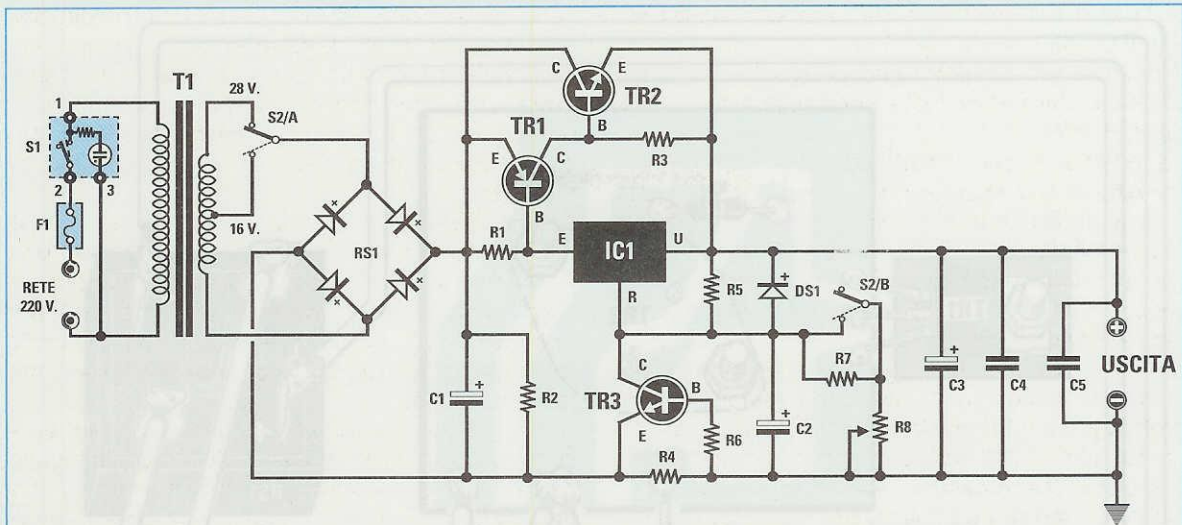 T1
28 V.
S2/A
16 V.
1
S1
2
3
F1
RETE
220 V.
RS1
C
E
TR2
B
TR1
E
C
B
R3
R1
E
IC1
U
R
R5
DS1
S2/B
R7
C1
R2
C
B
TR3
E
R4
R6
C2
R8
C3
C4
C5
USCITA